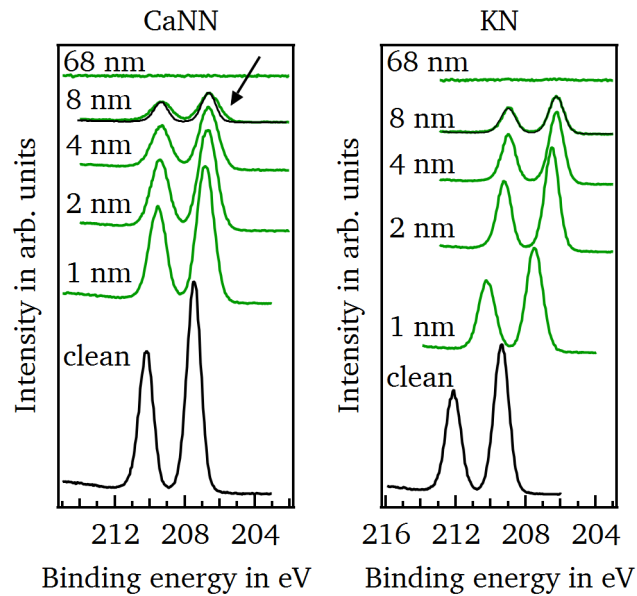 CaNN
KN
Intensity in arb. units
68 nm
8 nm
4 nm
2 nm
1 nm
clean
212 208 204
Binding energy in eV
Intensity in arb. units
68 nm
8 nm
4 nm
2 nm
1 nm
clean
216 212 208 204
Binding energy in eV